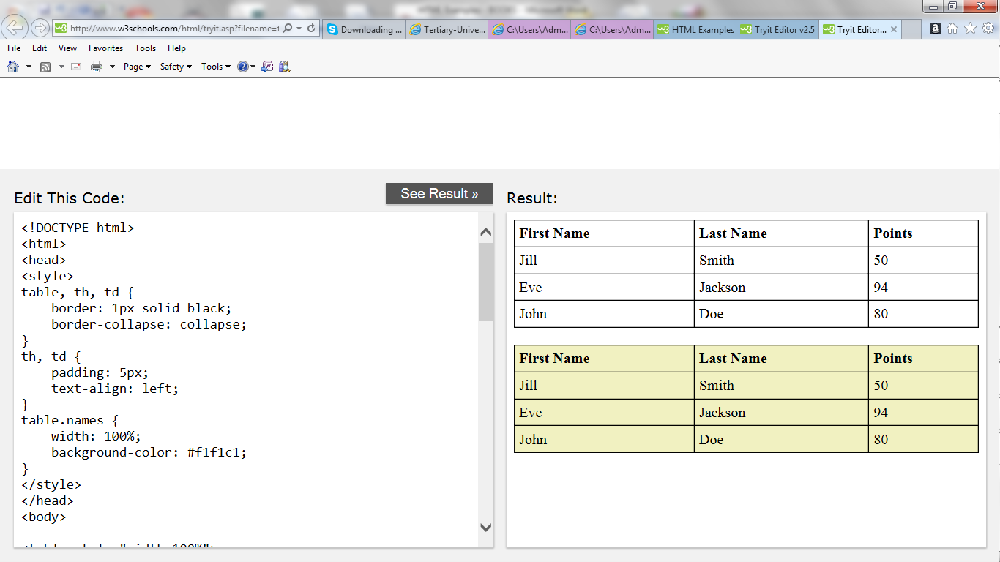 http://www.w3schools.com/html/tryit.asp?filename=t
Downloading ...
Tertiary-Unive...
C:\Users\Adm...
C:\Users\Adm...
HTML Examples
Tryit Editor v2.5
Tryit Editor...
File Edit View Favorites Tools Help
Page Safety Tools
Edit This Code:
See Result »
<!DOCTYPE html>
<html>
<head>
<style>
table, th, td {
    border: 1px solid black;
    border-collapse: collapse;
}
th, td {
    padding: 5px;
    text-align: left;
}
table.names {
    width: 100%;
    background-color: #f1f1c1;
}
</style>
</head>
<body>
Result:
First Name Last Name Points
Jill Smith 50
Eve Jackson 94
John Doe 80
First Name Last Name Points
Jill Smith 50
Eve Jackson 94
John Doe 80